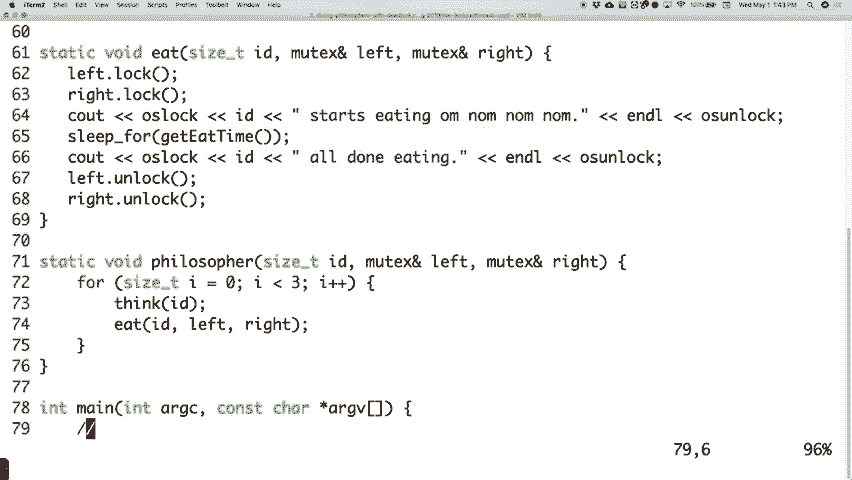 iTerm2 Shell Edit View Session Scripts Profiles Toolbelt Window Help 100% Wed May 1 1:43 PM
60
61 static void eat(size_t id, mutex& left, mutex& right) {
62 left.lock();
63 right.lock();
64 cout << oslock << id << " starts eating om nom nom nom." << endl << osunlock;
65 sleep_for(getEatTime());
66 cout << oslock << id << " all done eating." << endl << osunlock;
67 left.unlock();
68 right.unlock();
69 }
70
71 static void philosopher(size_t id, mutex& left, mutex& right) {
72 for (size_t i = 0; i < 3; i++) {
73 think(id);
74 eat(id, left, right);
75 }
76 }
77
78 int main(int argc, const char *argv[]) {
79 //
79,6 96%